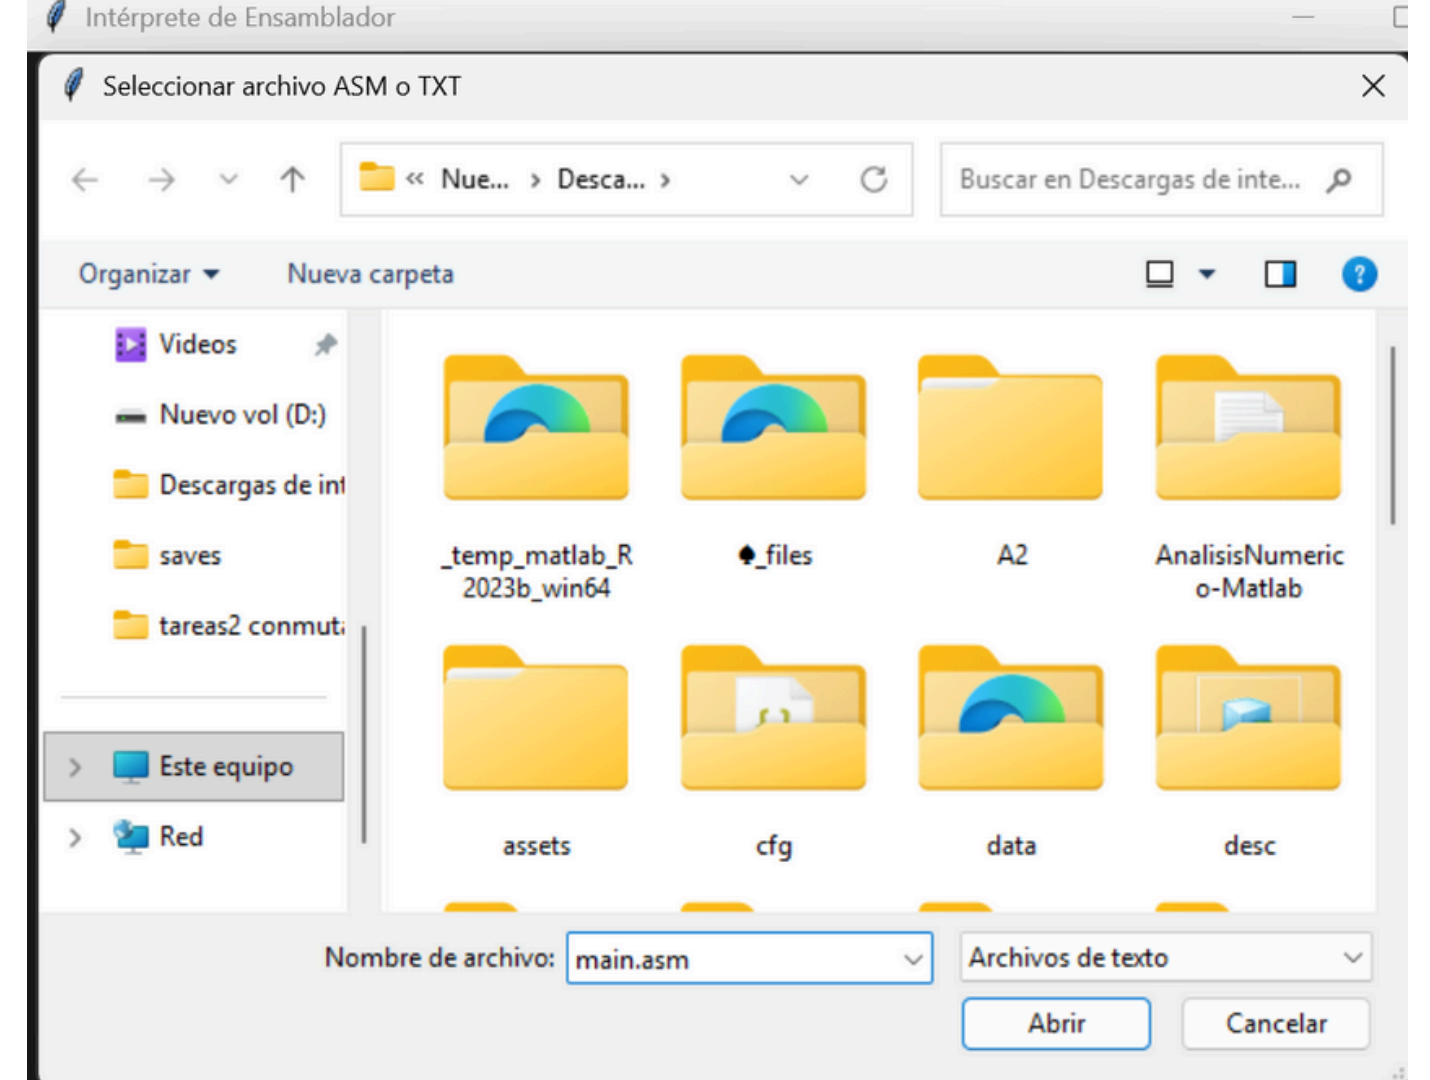 Intérprete de Ensamblador
Seleccionar archivo ASM o TXT
« Nue... > Desca... >
Buscar en Descargas de inte...
Organizar
Nueva carpeta
Videos
Nuevo vol (D:)
Descargas de int
saves
tareas2 conmuta
Este equipo
Red
_temp_matlab_R
2023b_win64
♠_files
A2
AnalisisNumeric
o-Matlab
assets
cfg
data
desc
Nombre de archivo:
main.asm
Archivos de texto
Abrir
Cancelar